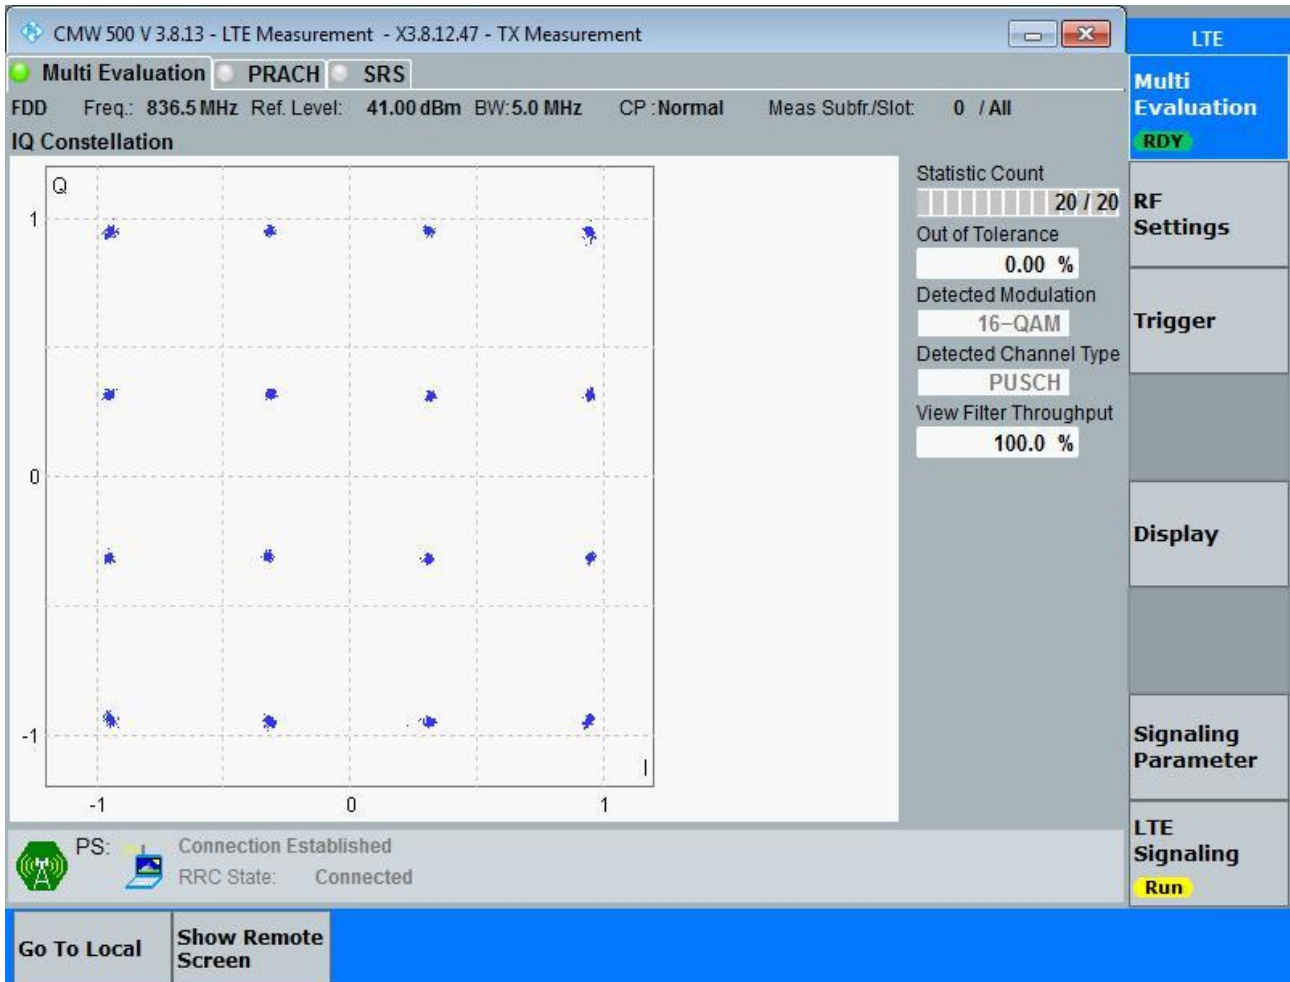 CMW 500 V 3.8.13 - LTE Measurement - X3.8.12.47 - TX Measurement
LTE
Multi Evaluation PRACH SRS
FDD Freq.: 836.5 MHz Ref. Level: 41.00 dBm BW: 5.0 MHz CP : Normal Meas Subfr./Slot: 0 / All
IQ Constellation
Q
1
0
-1
I
-1 0 1
Statistic Count
20 / 20
Out of Tolerance
0.00 %
Detected Modulation
16-QAM
Detected Channel Type
PUSCH
View Filter Throughput
100.0 %
Multi
Evaluation
RDY
RF
Settings
Trigger
Display
Signaling
Parameter
LTE
Signaling
Run
PS: Connection Established
RRC State: Connected
Go To Local
Show Remote
Screen